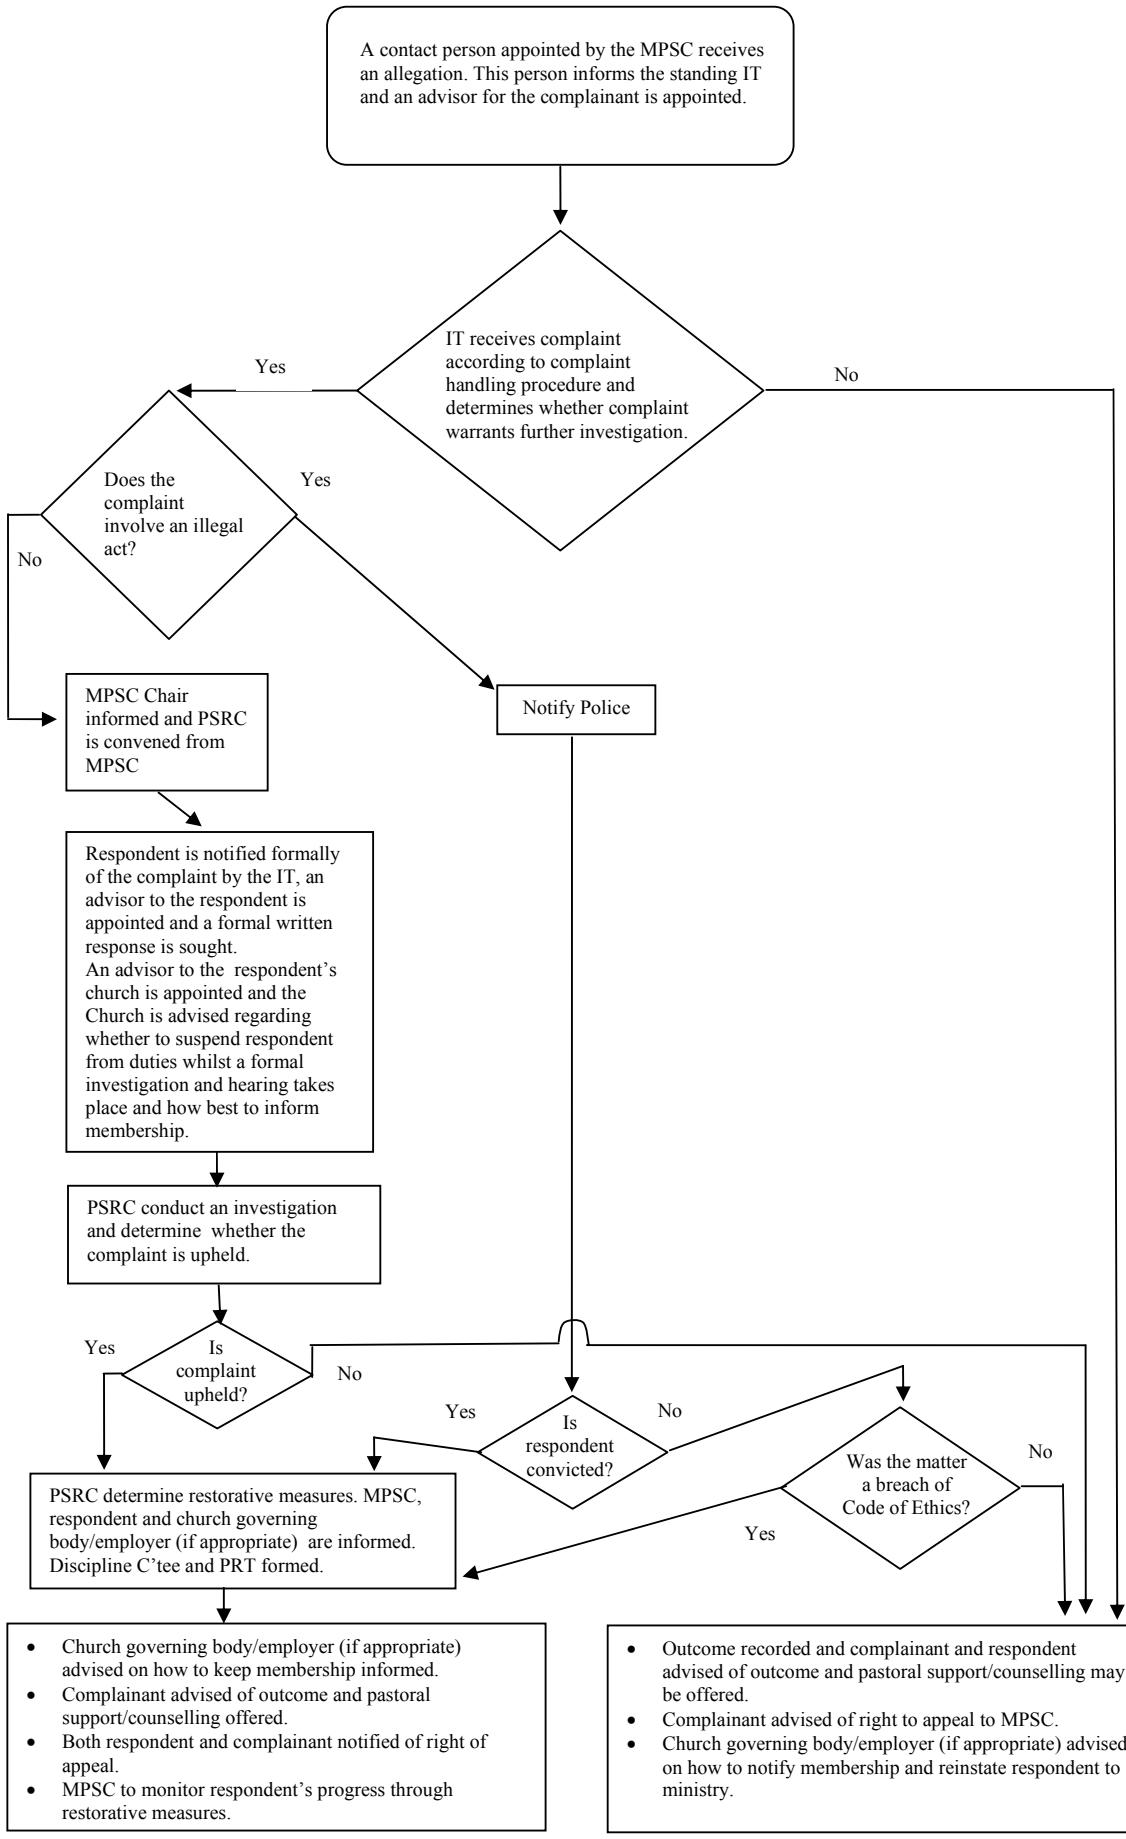 A contact person appointed by the MPSC receives
an allegation. This person informs the standing IT
and an advisor for the complainant is appointed.
IT receives complaint
according to complaint
handling procedure and
determines whether complaint
warrants further investigation.
Yes
No
Does the
complaint
involve an illegal
act?
Yes
No
MPSC Chair
informed and PSRC
is convened from
MPSC
Notify Police
Respondent is notified formally
of the complaint by the IT, an
advisor to the respondent is
appointed and a formal written
response is sought.
An advisor to the respondent's
church is appointed and the
Church is advised regarding
whether to suspend respondent
from duties whilst a formal
investigation and hearing takes
place and how best to inform
membership.
PSRC conduct an investigation
and determine whether the
complaint is upheld.
Yes
Is
complaint
upheld?
No
Yes
Is
respondent
convicted?
No
Was the matter
a breach of
Code of Ethics?
No
Yes
PSRC determine restorative measures. MPSC,
respondent and church governing
body/employer (if appropriate) are informed.
Discipline C'tee and PRT formed.
• Church governing body/employer (if appropriate)
advised on how to keep membership informed.
• Complainant advised of outcome and pastoral
support/counselling offered.
• Both respondent and complainant notified of right of
appeal.
• MPSC to monitor respondent's progress through
restorative measures.
• Outcome recorded and complainant and respondent
advised of outcome and pastoral support/counselling may
be offered.
• Complainant advised of right to appeal to MPSC.
• Church governing body/employer (if appropriate) advised
on how to notify membership and reinstate respondent to
ministry.